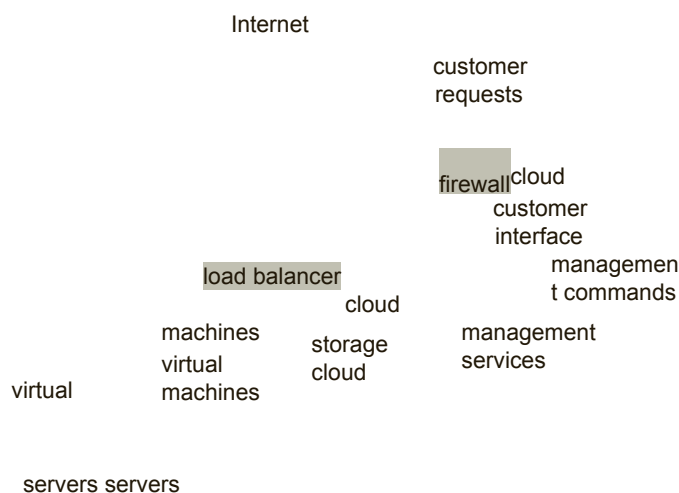 Internet
customer
requests
firewall
cloud
customer
interface
managemen
t commands
load balancer
cloud
machines
virtual
machines
storage
cloud
management
services
virtual
servers servers